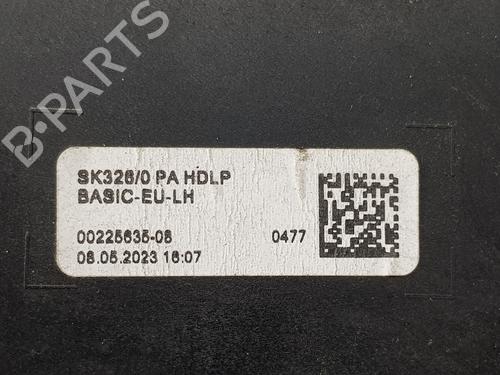 B-PARTS
SK326/0 PA HDLP
BASIC-EU-LH
00225635-08 0477
08.05.2023 16:07